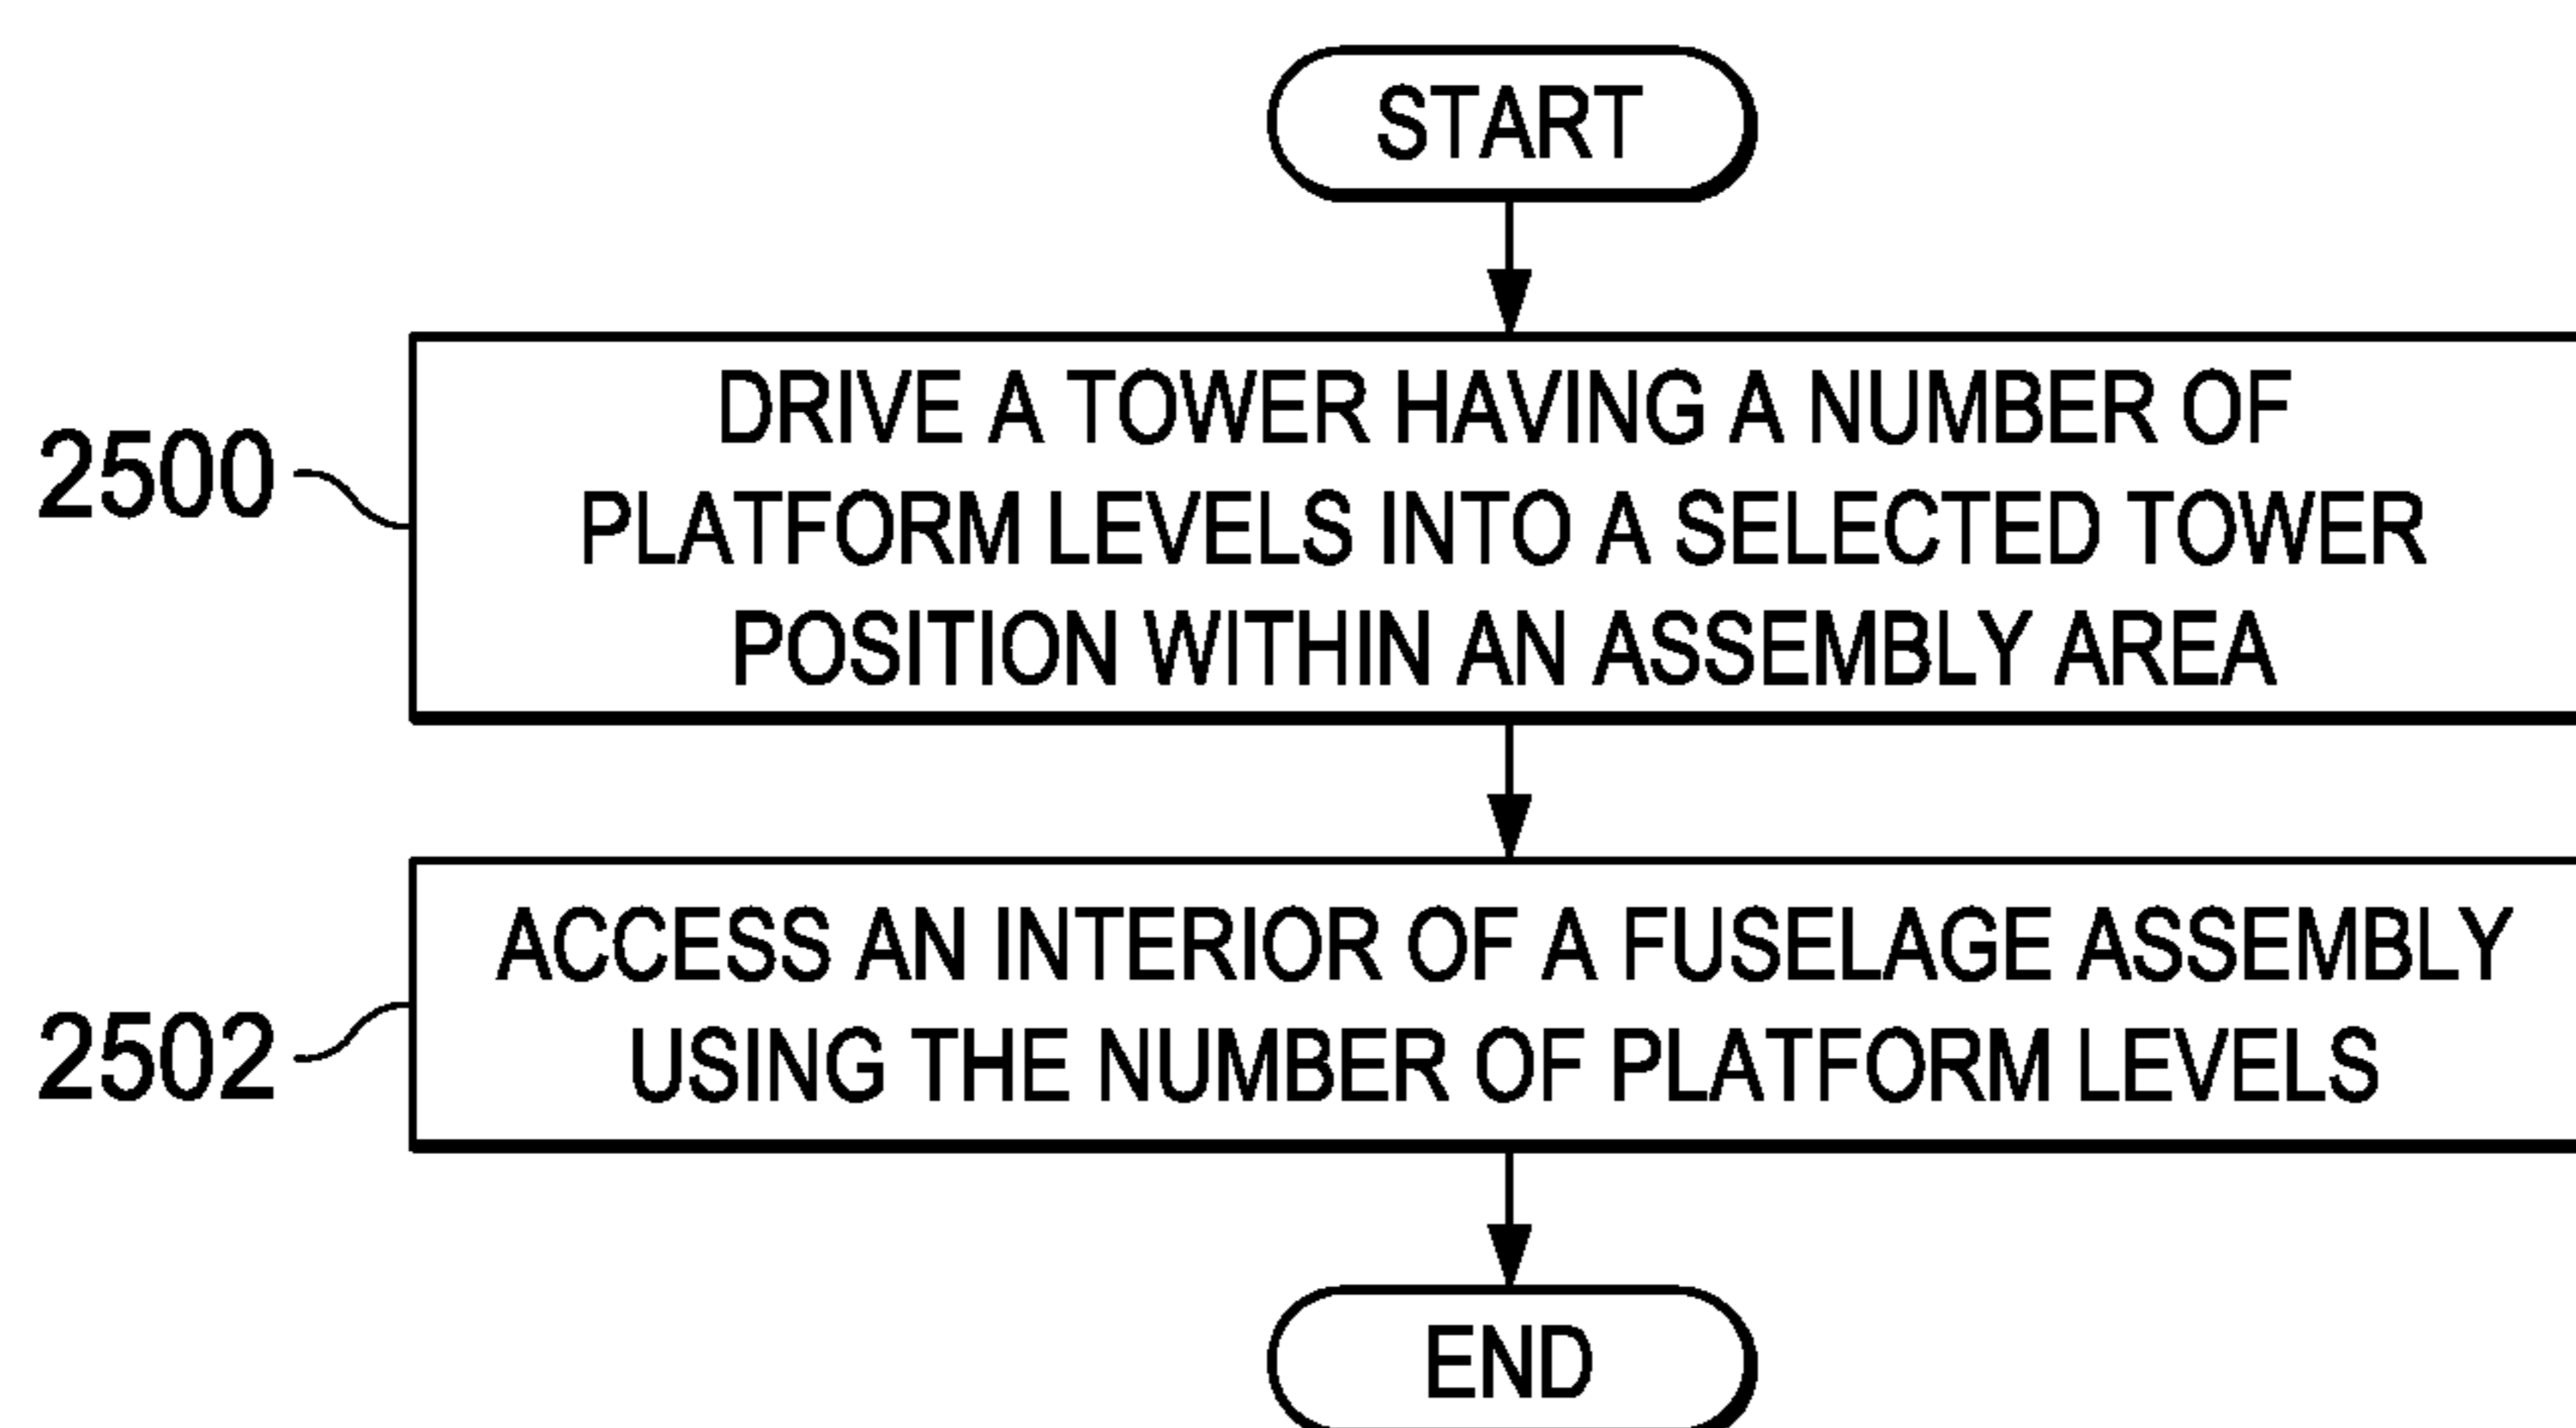 START
2500
DRIVE A TOWER HAVING A NUMBER OF
PLATFORM LEVELS INTO A SELECTED TOWER
POSITION WITHIN AN ASSEMBLY AREA
2502
ACCESS AN INTERIOR OF A FUSELAGE ASSEMBLY
USING THE NUMBER OF PLATFORM LEVELS
END